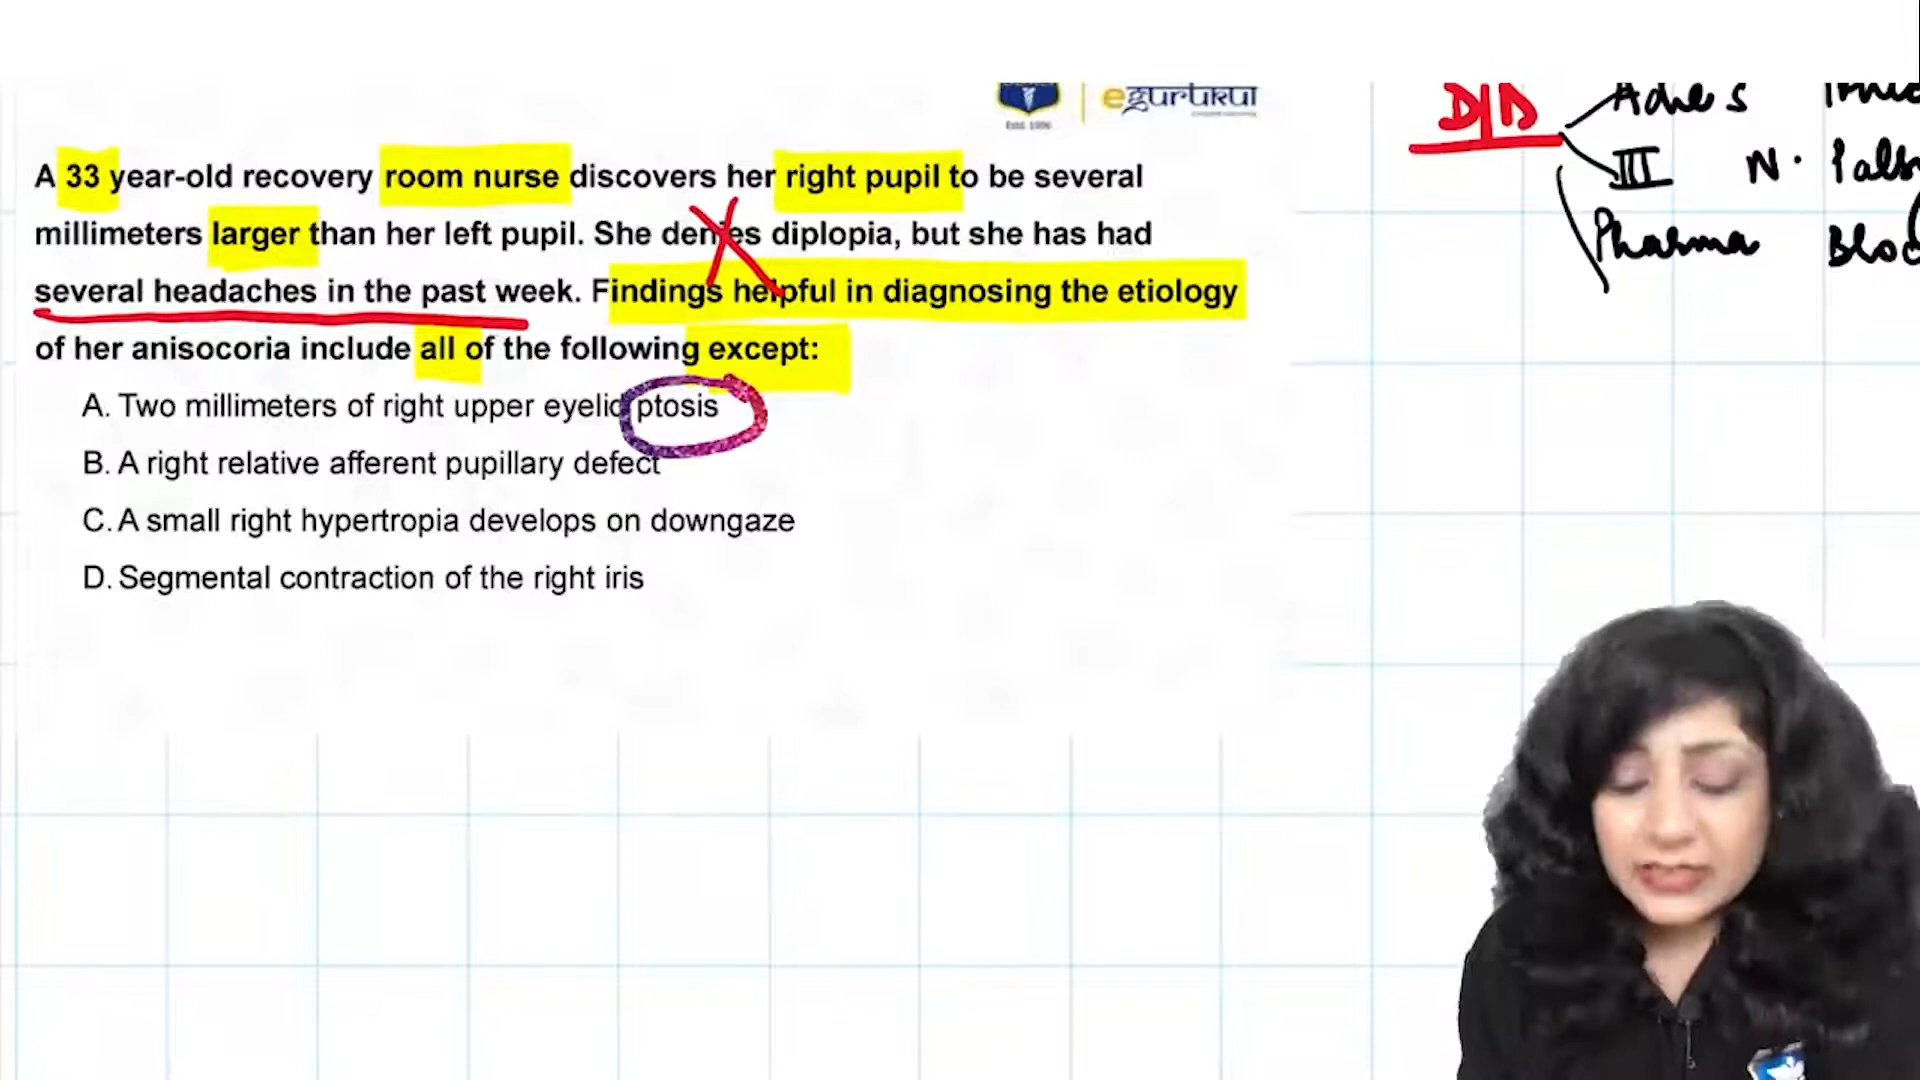 egurukul
D/D Adie's
A 33 year-old recovery room nurse discovers her right pupil to be several
III N. Palsy
millimeters larger than her left pupil. She denies diplopia, but she has had
Pharma Bloc
several headaches in the past week. Findings helpful in diagnosing the etiology
of her anisocoria include all of the following except:
A. Two millimeters of right upper eyelid ptosis
B. A right relative afferent pupillary defect
C. A small right hypertropia develops on downgaze
D. Segmental contraction of the right iris